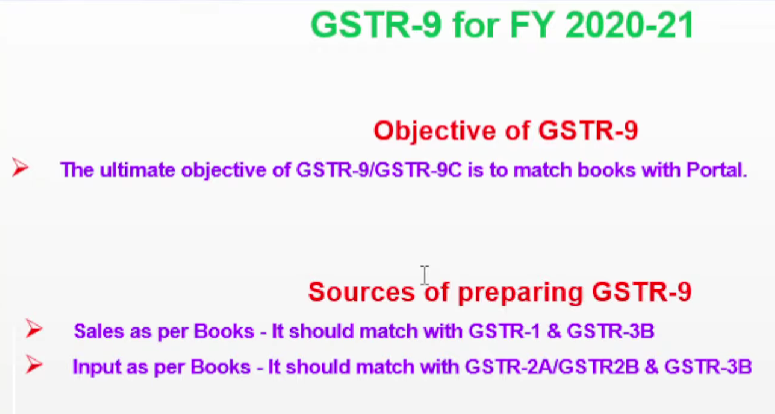 GSTR-9 for FY 2020-21
Objective of GSTR-9
The ultimate objective of GSTR-9/GSTR-9C is to match books with Portal.
Sources of preparing GSTR-9
Sales as per Books - It should match with GSTR-1 & GSTR-3B
Input as per Books - It should match with GSTR-2A/GSTR2B & GSTR-3B